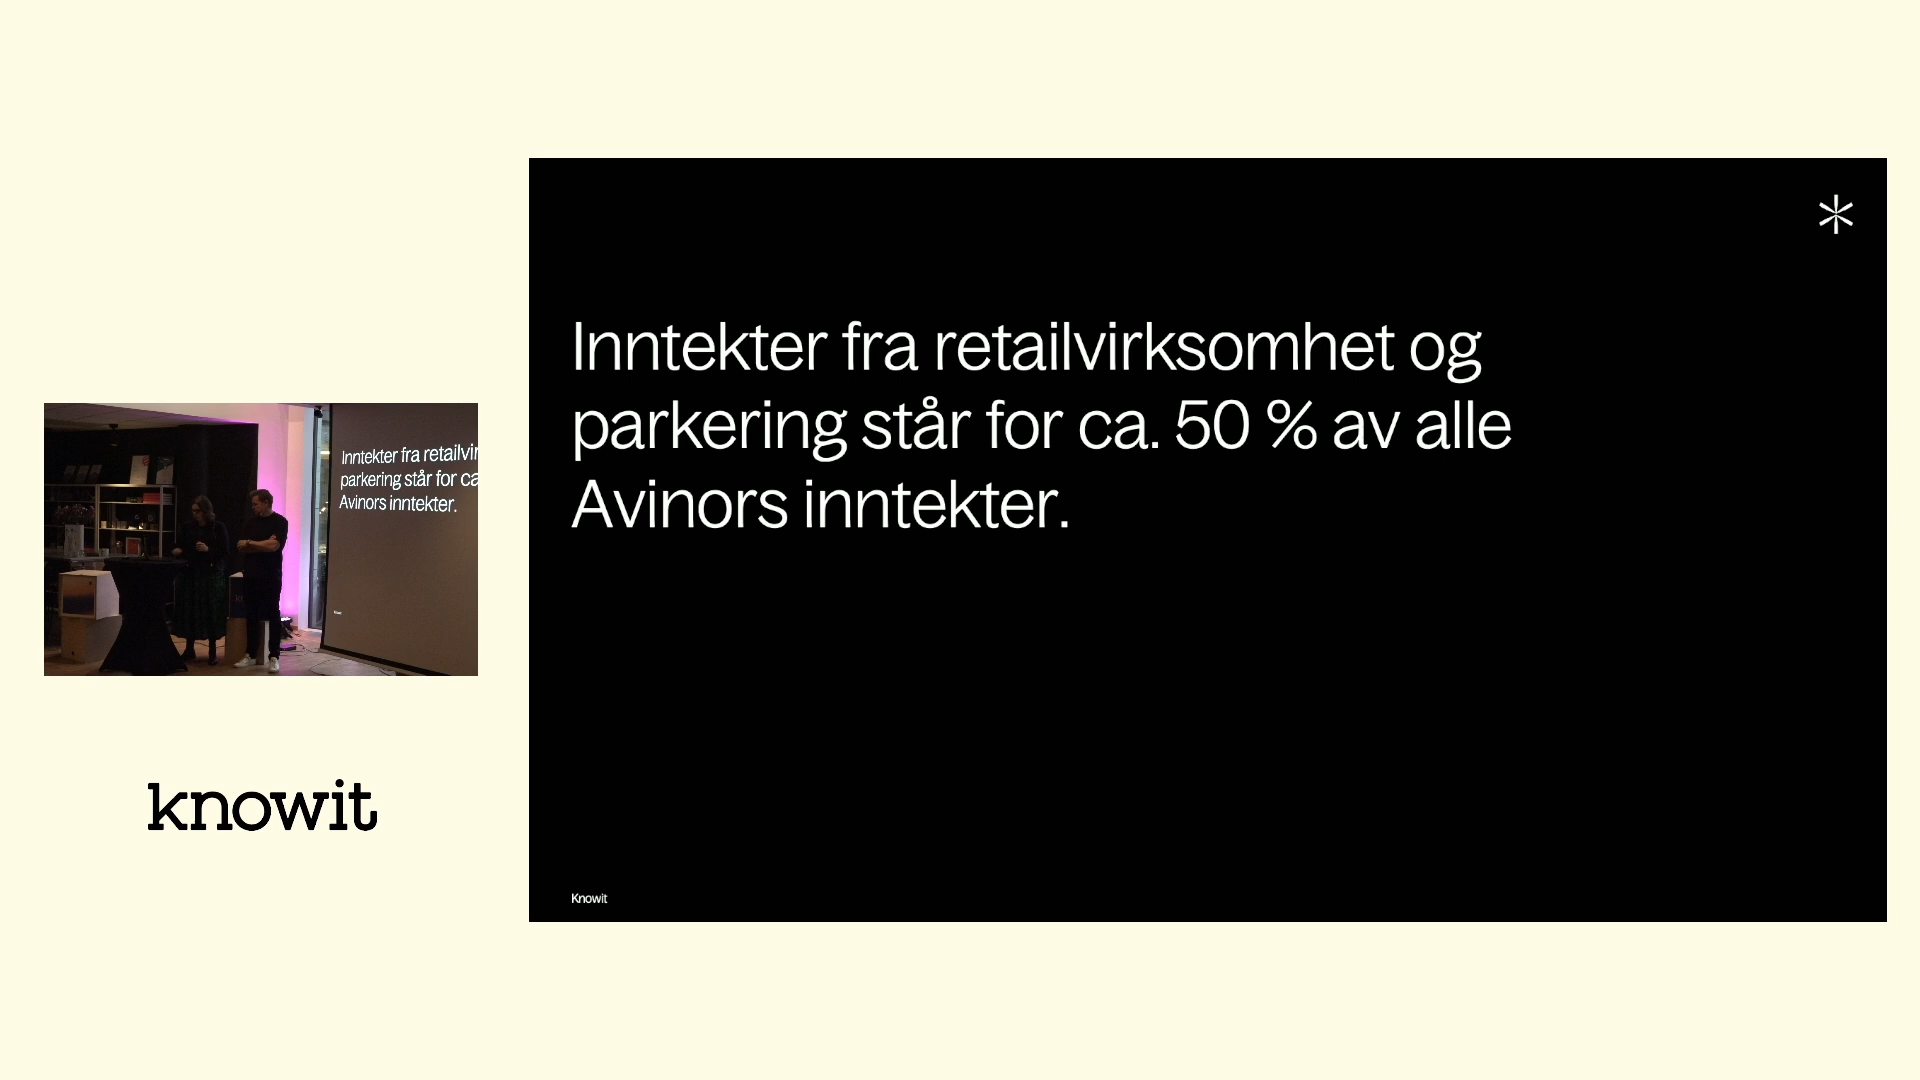 Inntekter fra retailvirksomhet og
parkering står for ca. 50 % av alle
Avinors inntekter.
Knowit
Inntekter fra retailvir
parkering står for ca
Avinors inntekter.
knowit